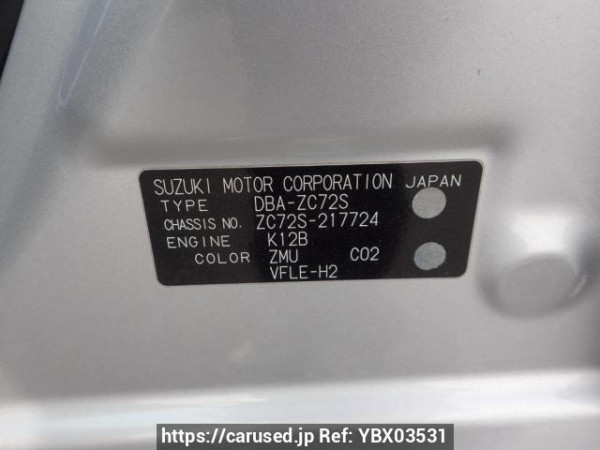 SUZUKI MOTOR CORPORATION JAPAN
TYPE DBA-ZC72S
CHASSIS NO. ZC72S-217724
ENGINE K12B
COLOR ZMU C02
VFLE-H2
https://carused.jp Ref: YBX03531